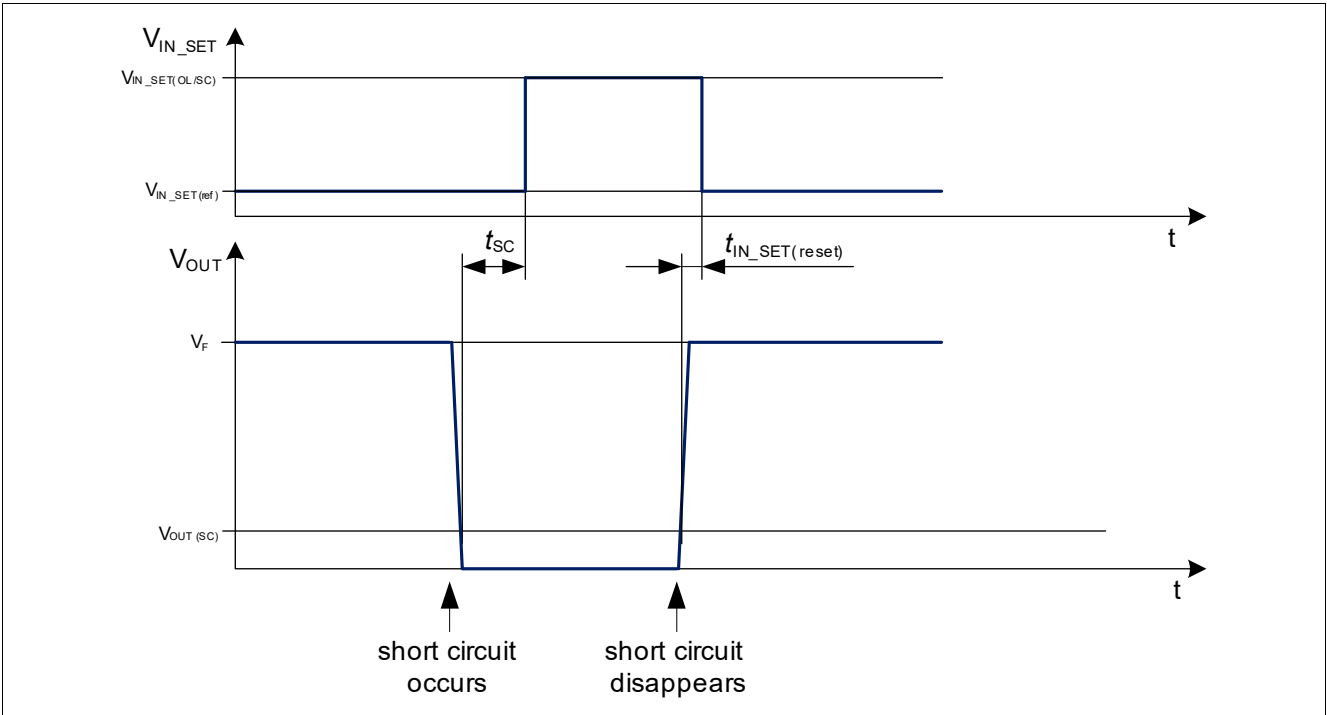 V_IN_SET
V_IN_SET(OL/SC)
V_IN_SET(ref)
t
t_SC
t_IN_SET(reset)
V_OUT
V_F
V_OUT(SC)
t
short circuit
occurs
short circuit
disappears